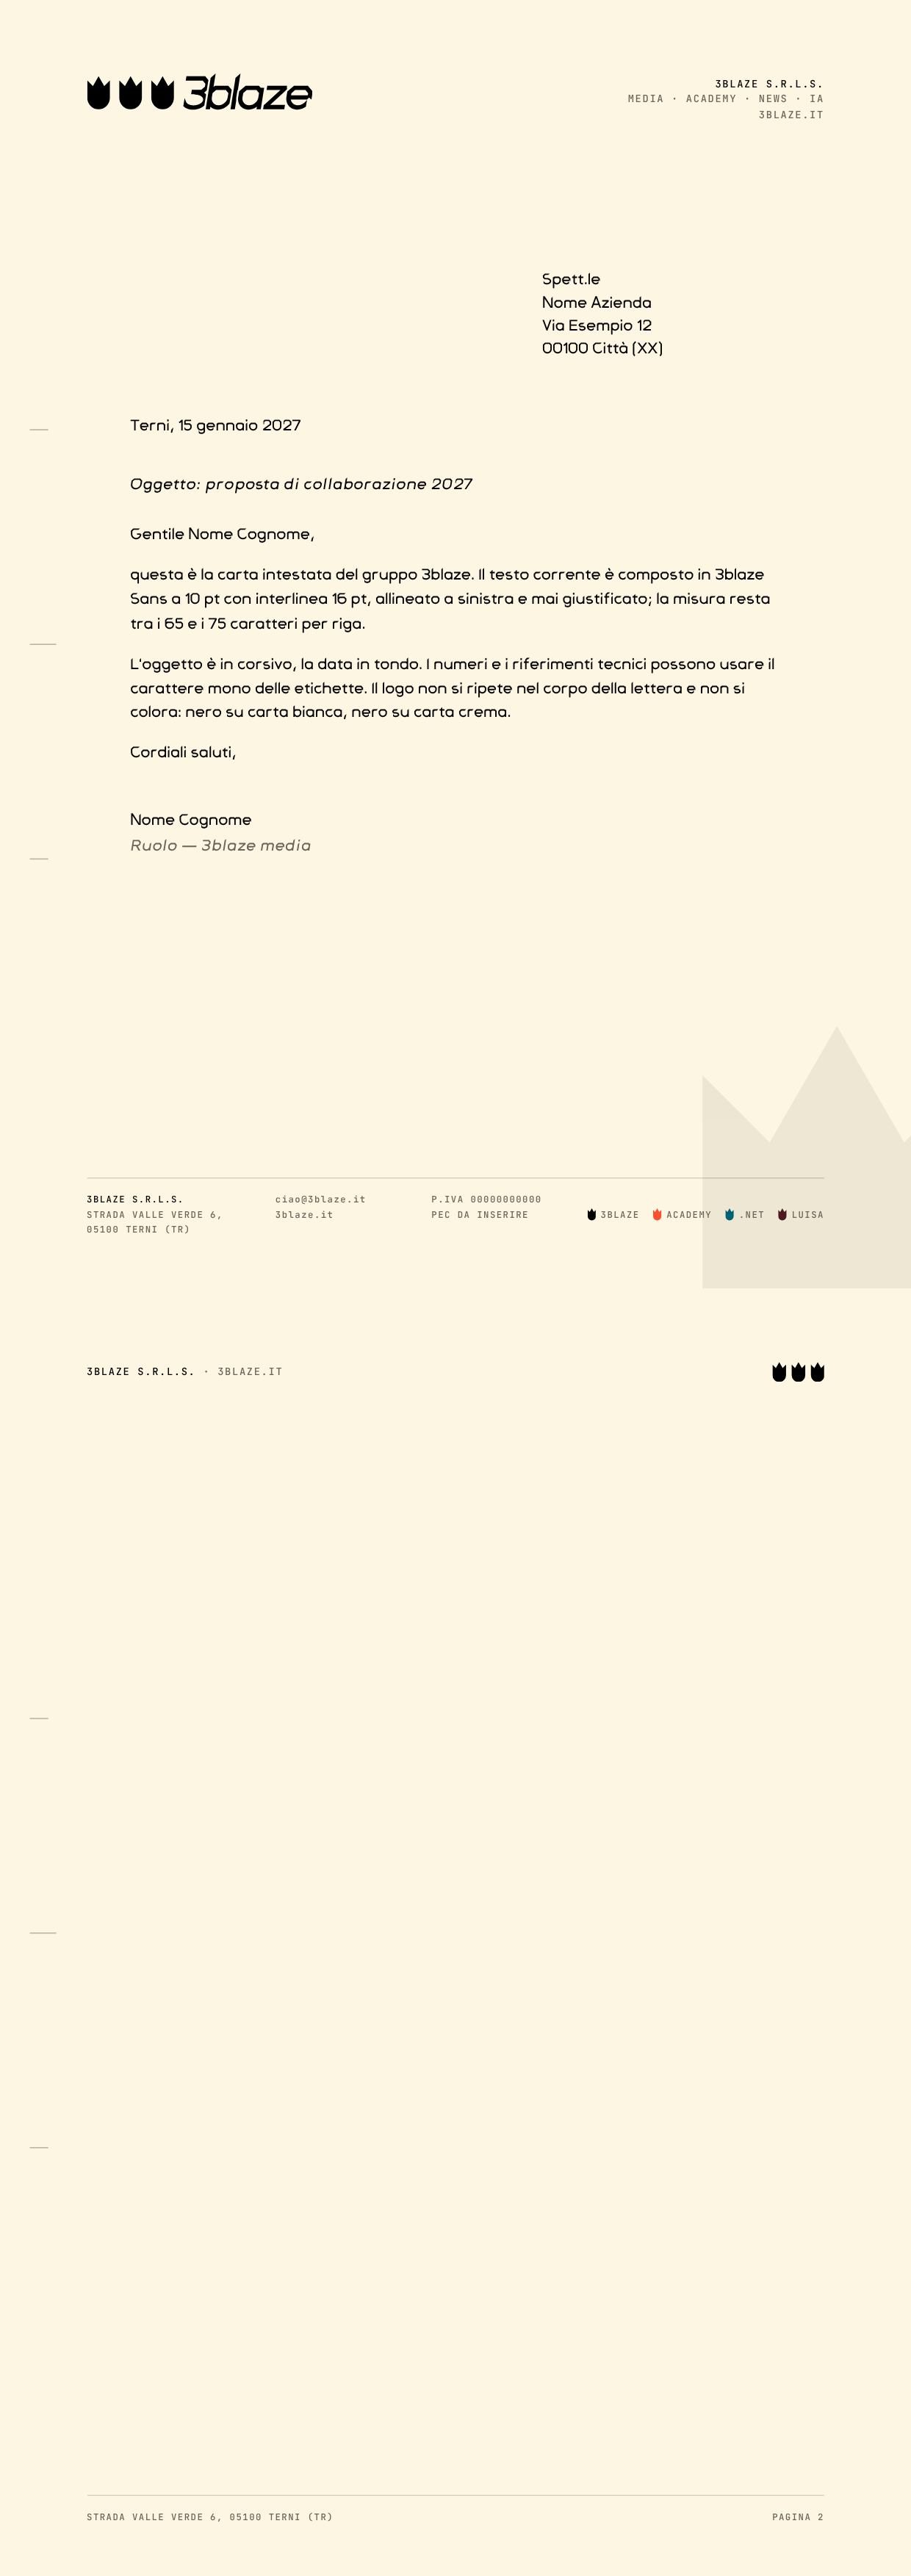 3blaze
3BLAZE S.R.L.S.
MEDIA · ACADEMY · NEWS · IA
3BLAZE.IT
Spett.le
Nome Azienda
Via Esempio 12
00100 Città (XX)
Terni, 15 gennaio 2027
Oggetto: proposta di collaborazione 2027
Gentile Nome Cognome,
questa è la carta intestata del gruppo 3blaze. Il testo corrente è composto in 3blaze
Sans a 10 pt con interlinea 16 pt, allineato a sinistra e mai giustificato; la misura resta
tra i 65 e i 75 caratteri per riga.
L'oggetto è in corsivo, la data in tondo. I numeri e i riferimenti tecnici possono usare il
carattere mono delle etichette. Il logo non si ripete nel corpo della lettera e non si
colora: nero su carta bianca, nero su carta crema.
Cordiali saluti,
Nome Cognome
Ruolo — 3blaze media
3BLAZE S.R.L.S.
STRADA VALLE VERDE 6,
05100 TERNI (TR)
ciao@3blaze.it
3blaze.it
P.IVA 00000000000
PEC DA INSERIRE
3BLAZE ACADEMY .NET LUISA
3BLAZE S.R.L.S. · 3BLAZE.IT
STRADA VALLE VERDE 6, 05100 TERNI (TR)
PAGINA 2